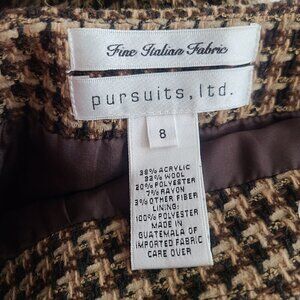 Fine Italian Fabric
pursuits, ltd.
8
38% ACRYLIC
32% WOOL
20% POLYESTER
7% RAYON
3% OTHER FIBER
LINING:
100% POLYESTER
MADE IN
GUATEMALA OF
IMPORTED FABRIC
CARE OVER